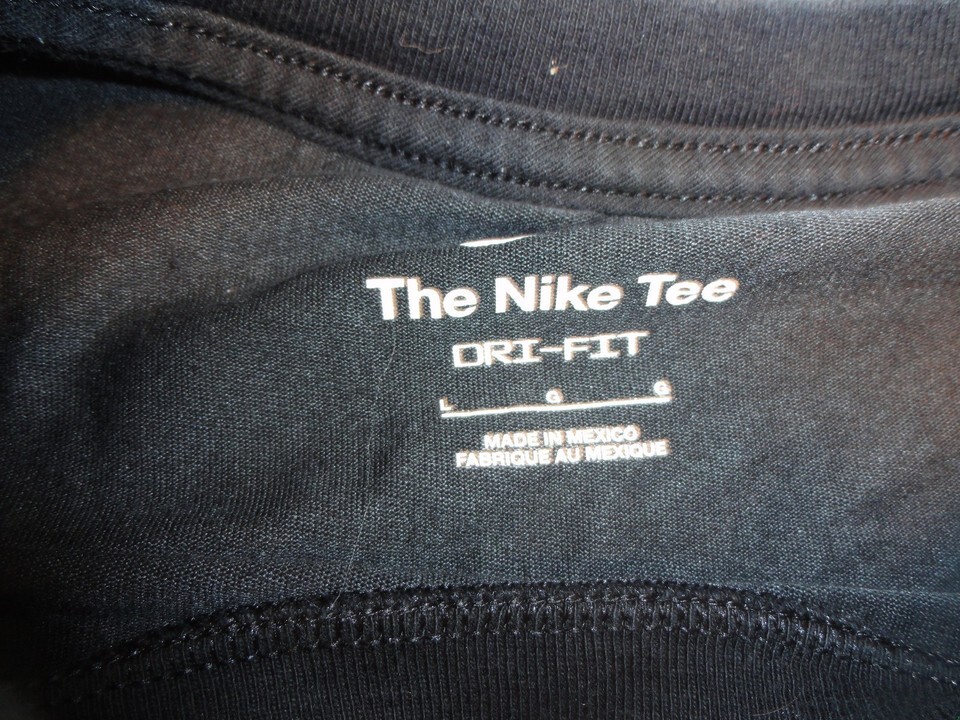 The Nike Tee
DRI-FIT
L G G
MADE IN MEXICO
FABRIQUE AU MEXIQUE